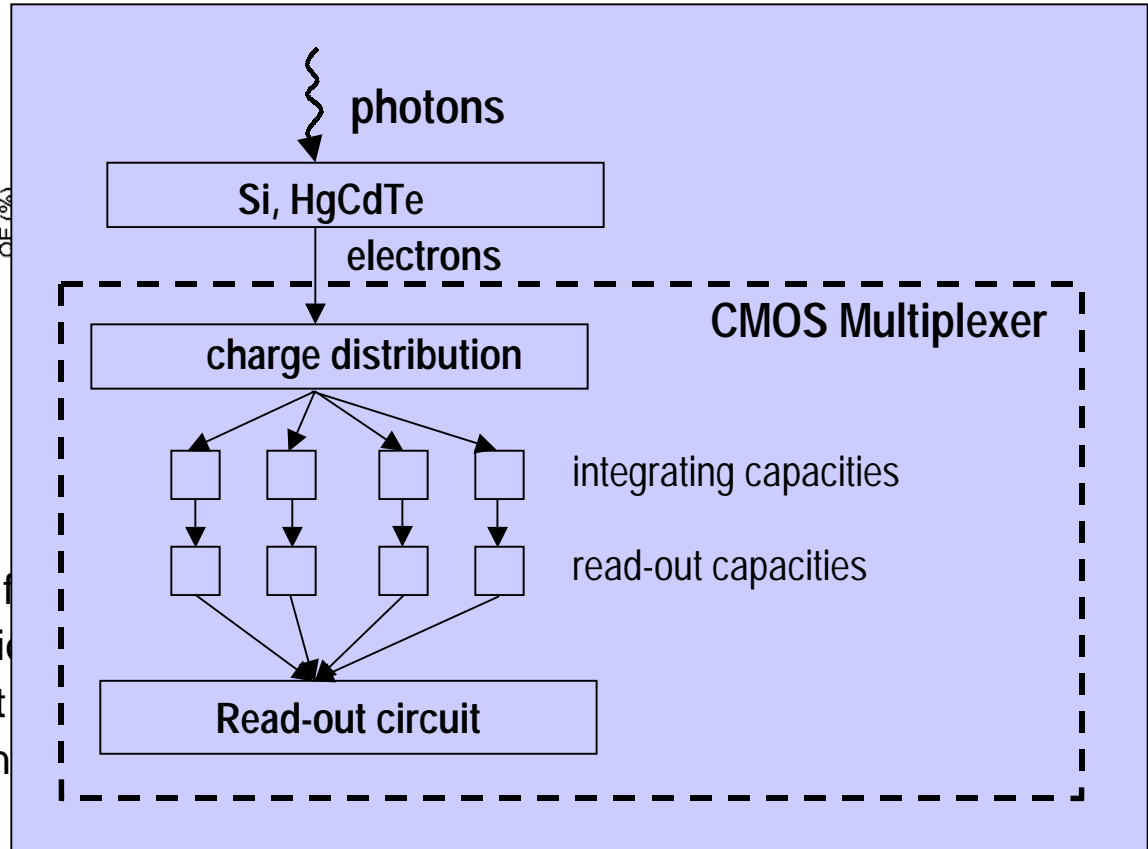 photons
Si, HgCdTe
electrons
CMOS Multiplexer
charge distribution
integrating capacities
read-out capacities
Read-out circuit